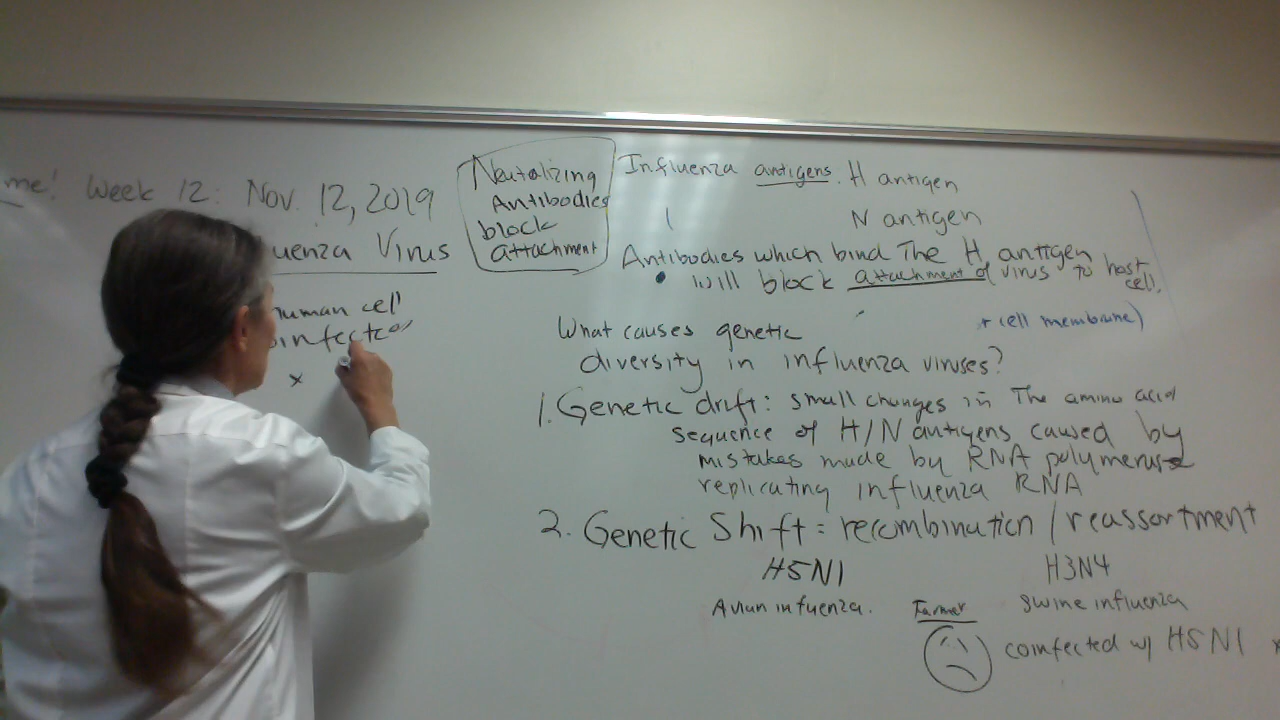 me! Week 12: Nov. 12, 2019
uenza Virus
human cell
infected
x
Neutalizing
Antibodies
block
attachment
Influenza antigens. H antigen
N antigen
Antibodies which bind The H antigen
• will block attachment of virus to host
cell.
What causes genetic
diversity in influenza viruses?
+ cell membrane)
1. Genetic drift: small changes in The amino acid
sequence of H/N antigens caused by
mistakes made by RNA polymerase
replicating influenza RNA
2. Genetic Shift = recombination / reassortment
H5N1 H3N4
Avian infuenza. Farmer swine influenza
coinfected w/ H5N1